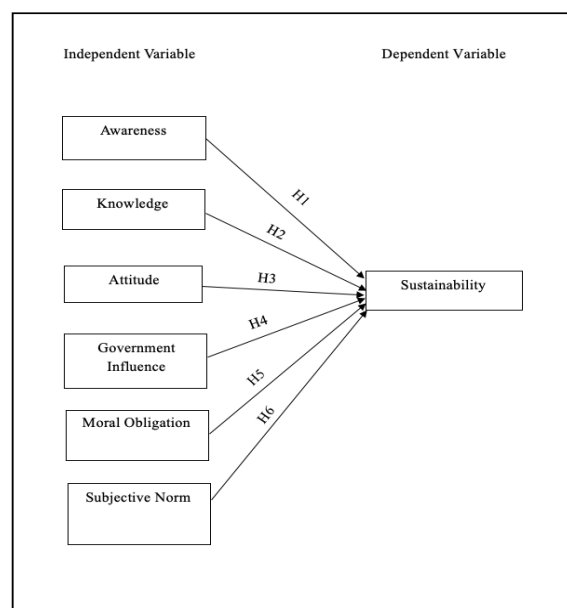 Independent Variable
Dependent Variable
Awareness
H1
Knowledge
H2
Attitude
H3
Sustainability
Government
Influence
H4
Moral Obligation
H5
Subjective Norm
H6